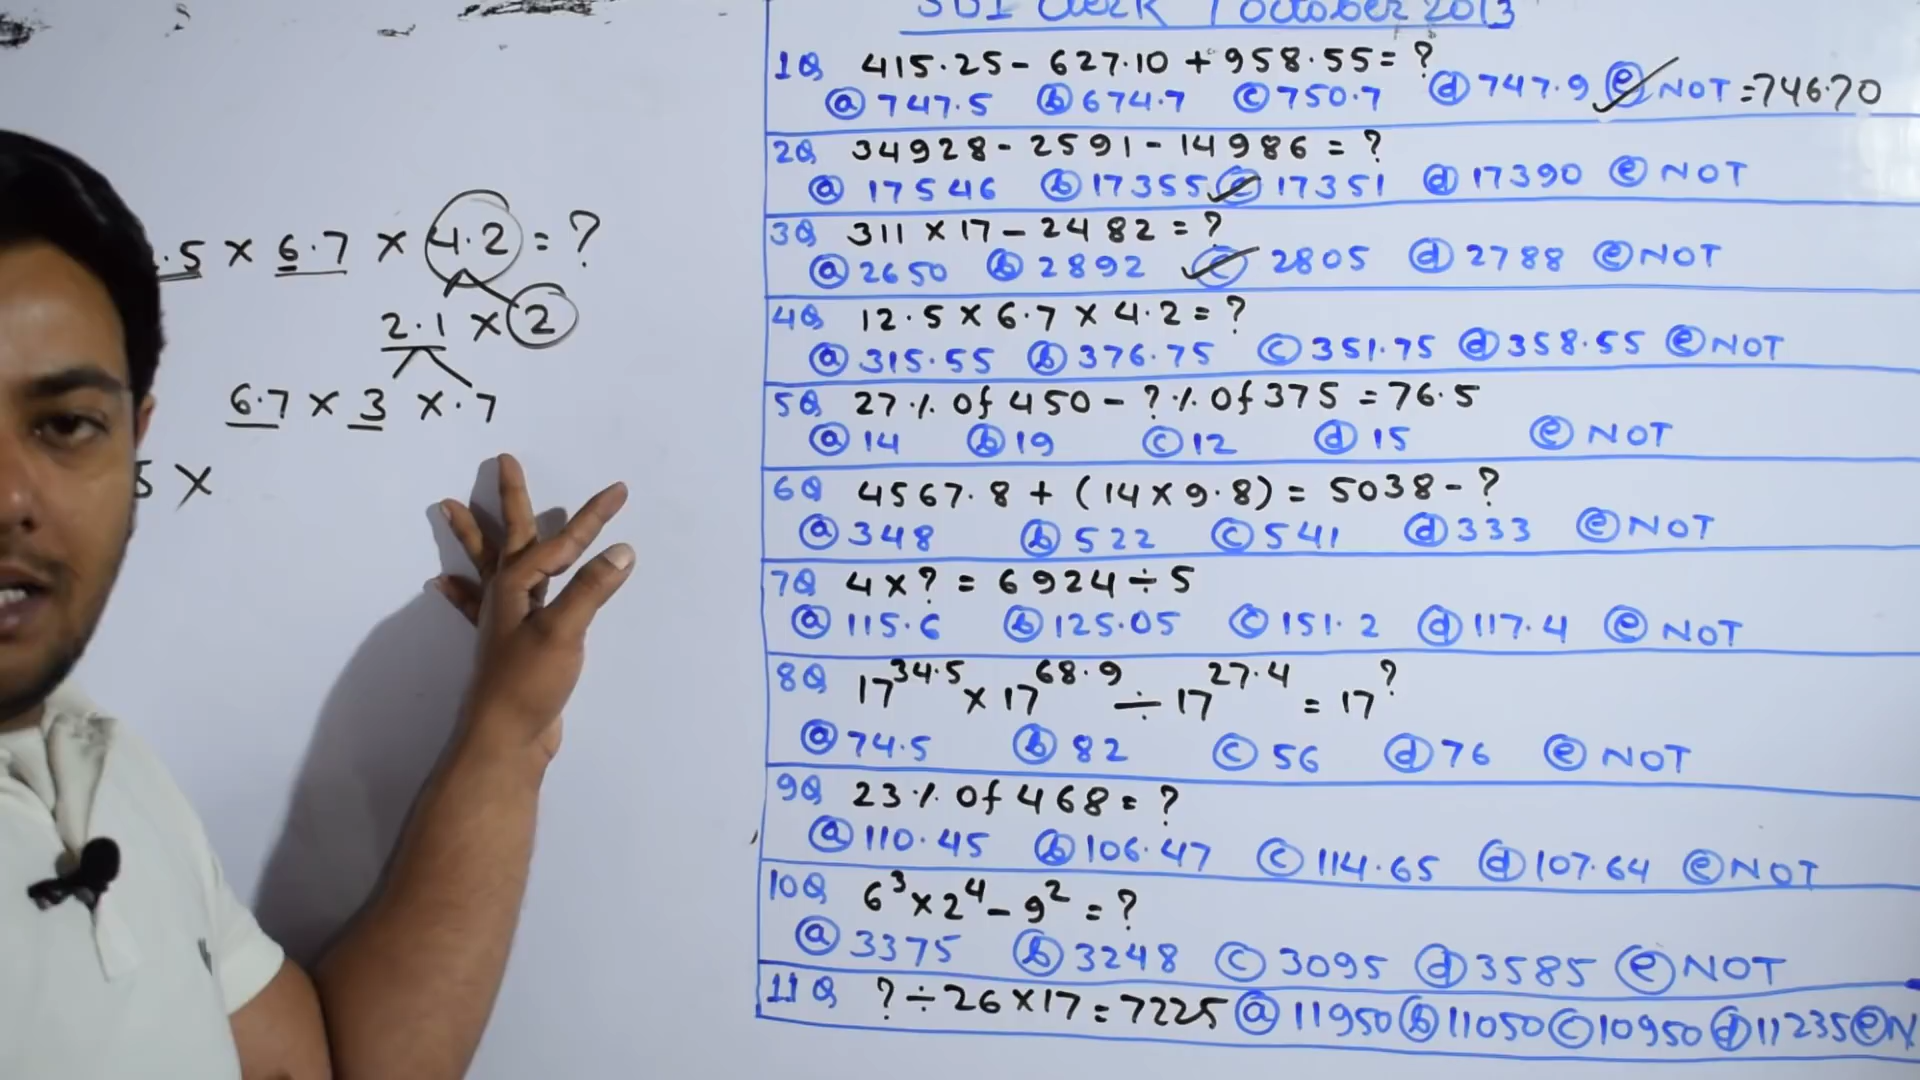 .5 × 6.7 × 4.2 = ?
2.1 × 2
6.7 × 3 × .7
5 ×
SBI Clerk 7 October 2013
1Q 415.25 - 627.10 + 958.55 = ?
ⓐ 747.5 ⓑ 674.7 ⓒ 750.7 ⓓ 747.9 ⓔ NOT = 746.70
2Q 34928 - 2591 - 14986 = ?
ⓐ 17546 ⓑ 17355 ⓒ 17351 ⓓ 17390 ⓔ NOT
3Q 311 × 17 - 2482 = ?
ⓐ 2650 ⓑ 2892 ⓒ 2805 ⓓ 2788 ⓔ NOT
4Q 12.5 × 6.7 × 4.2 = ?
ⓐ 315.55 ⓑ 376.75 ⓒ 351.75 ⓓ 358.55 ⓔ NOT
5Q 27% Of 450 - ?% Of 375 = 76.5
ⓐ 14 ⓑ 19 ⓒ 12 ⓓ 15 ⓔ NOT
6Q 4567.8 + (14 × 9.8) = 5038 - ?
ⓐ 348 ⓑ 522 ⓒ 541 ⓓ 333 ⓔ NOT
7Q 4 × ? = 6924 ÷ 5
ⓐ 115.6 ⓑ 125.05 ⓒ 151.2 ⓓ 117.4 ⓔ NOT
8Q 17^34.5 × 17^68.9 ÷ 17^27.4 = 17^?
ⓐ 74.5 ⓑ 82 ⓒ 56 ⓓ 76 ⓔ NOT
9Q 23% Of 468 = ?
ⓐ 110.45 ⓑ 106.47 ⓒ 114.65 ⓓ 107.64 ⓔ NOT
10Q 6³ × 2⁴ - 9² = ?
ⓐ 3375 ⓑ 3248 ⓒ 3095 ⓓ 3585 ⓔ NOT
11Q ? ÷ 26 × 17 = 7225 ⓐ 11950 ⓑ 11050 ⓒ 10950 ⓓ 11235 ⓔ N